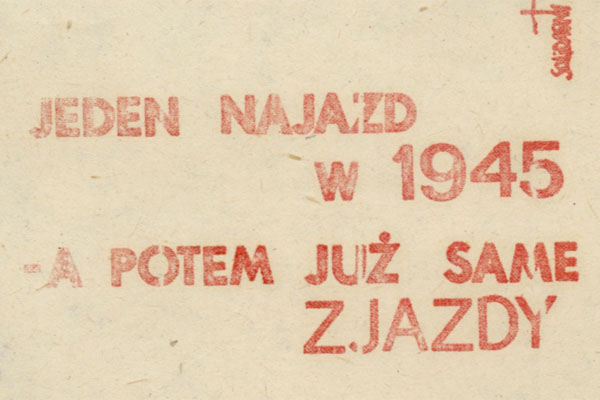 JEDEN NAJAZD
W 1945
-A POTEM JUŻ SAME
ZJAZDY